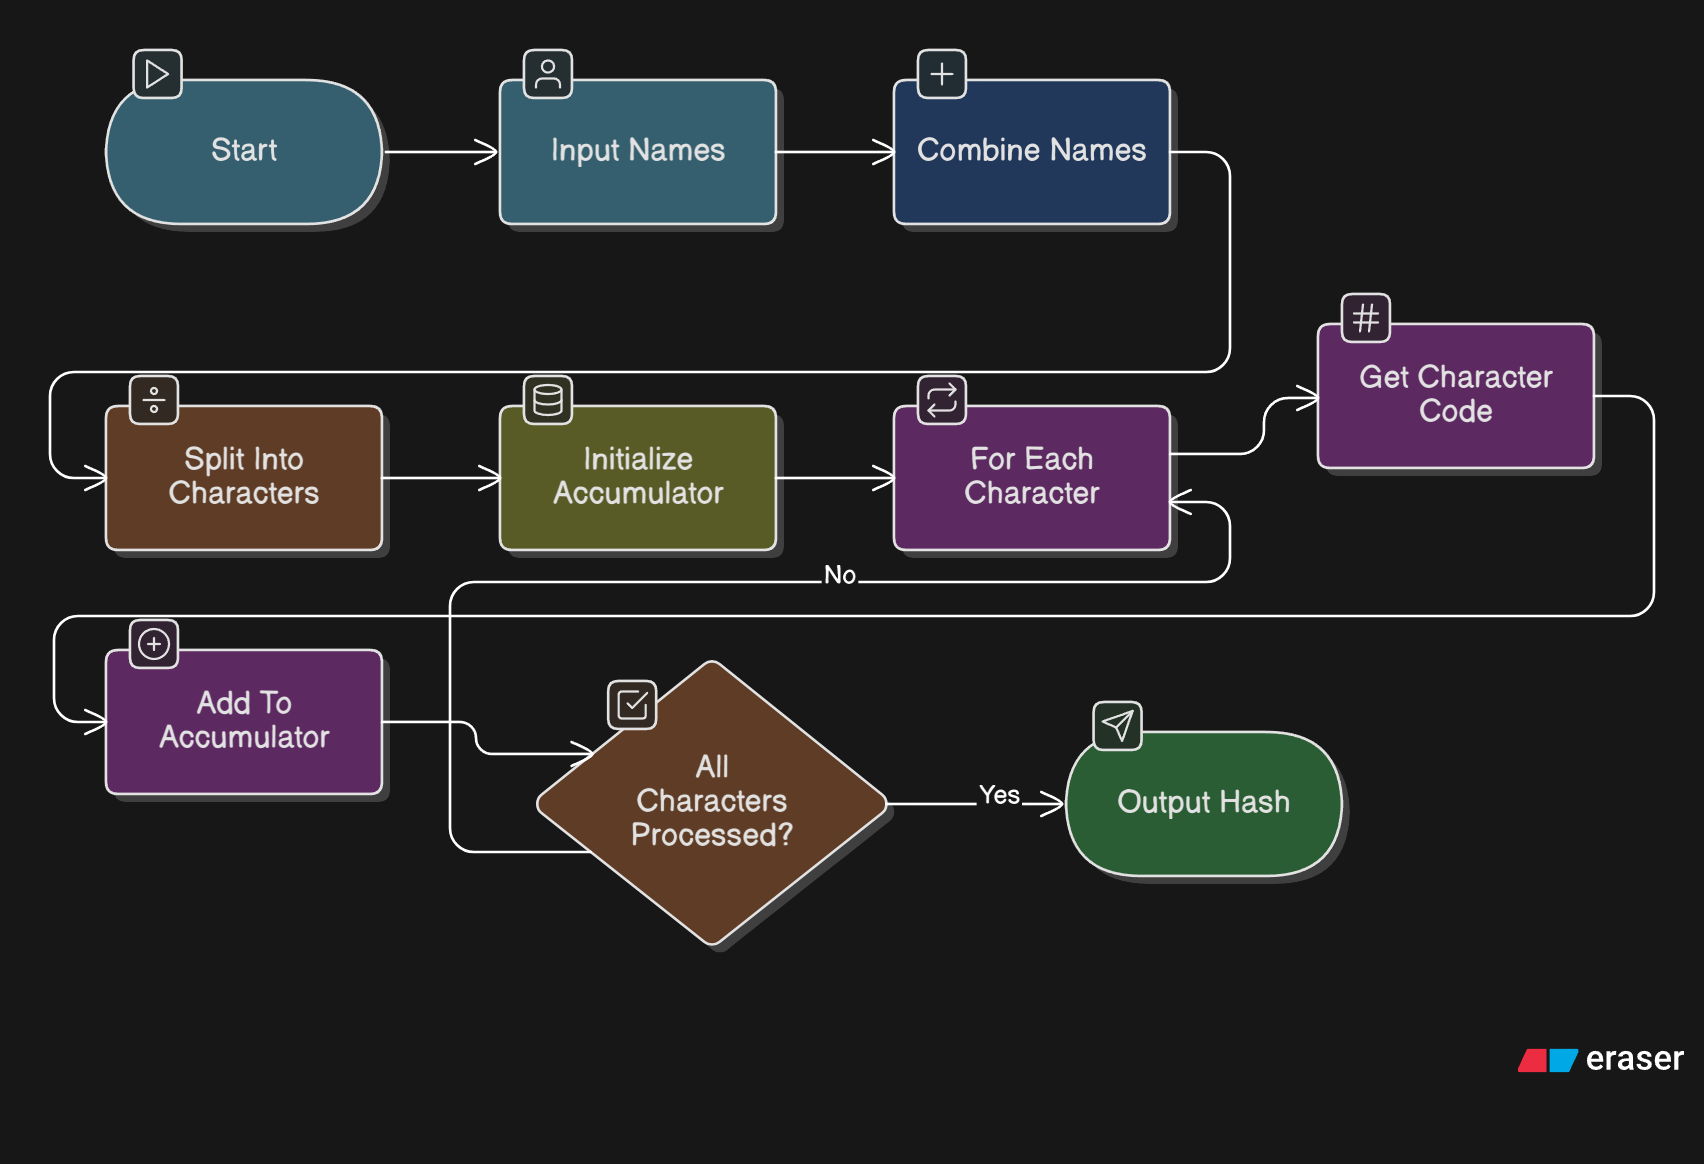 Start
Input Names
Combine Names
Get Character
Code
Split Into
Characters
Initialize
Accumulator
For Each
Character
No
Add To
Accumulator
All
Characters
Processed?
Yes
Output Hash
eraser